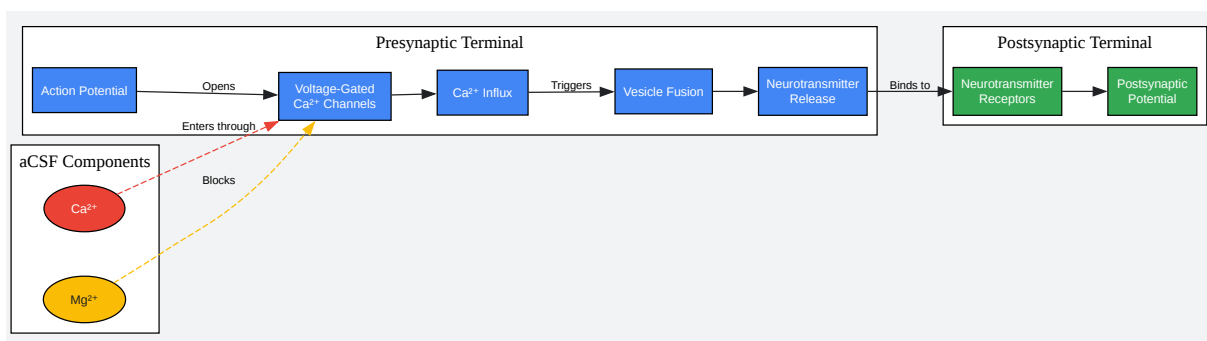 Presynaptic Terminal
Postsynaptic Terminal
Action Potential
Opens
Voltage-Gated
Ca²⁺ Channels
Ca²⁺ Influx
Triggers
Vesicle Fusion
Neurotransmitter
Release
Binds to
Neurotransmitter
Receptors
Postsynaptic
Potential
Enters through
aCSF Components
Blocks
Ca²⁺
Mg²⁺